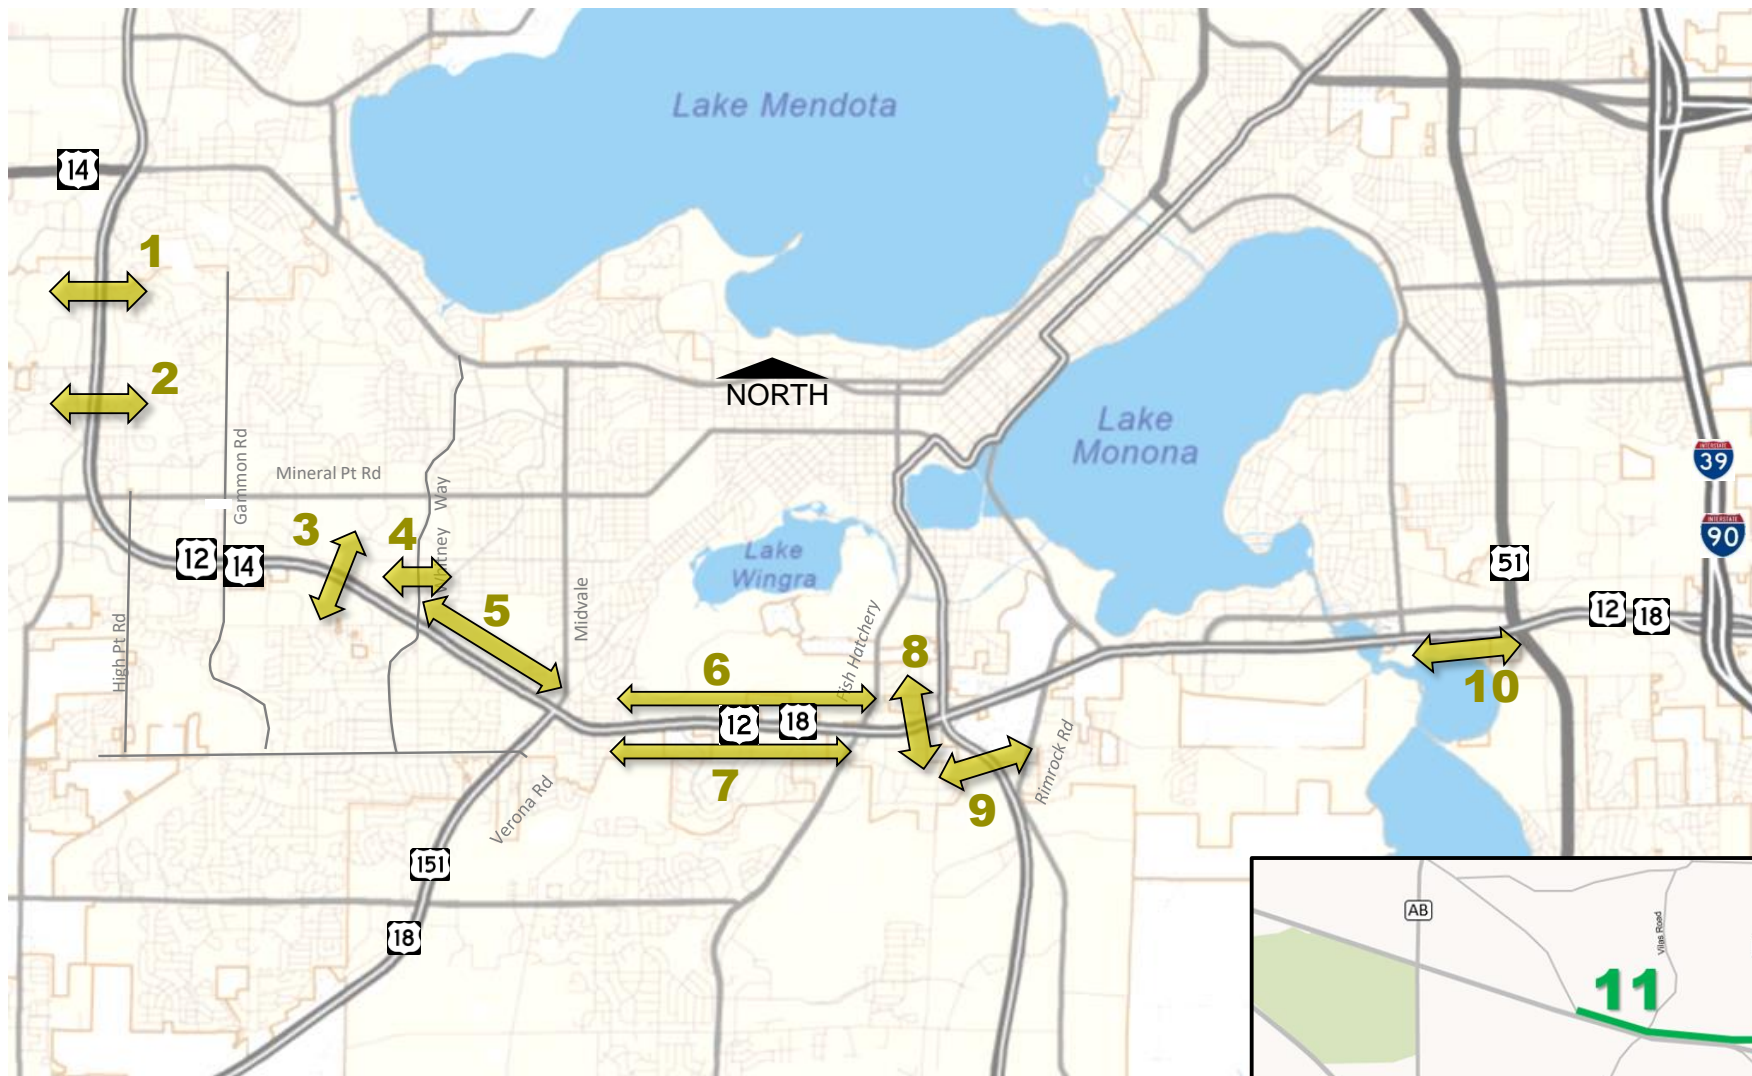 Lake Mendota
14
1
2
NORTH
Lake
Monona
Gammon Rd
Mineral Pt Rd
Way
INTERSTATE
39
INTERSTATE
90
3
4
12
14
Lake
Wingra
51
5
Midvale
12
18
High Pt Rd
Fish Hatchery
8
6
10
12
18
7
9
Rimrock Rd
Verona Rd
151
18
AB
Vilas Road
11